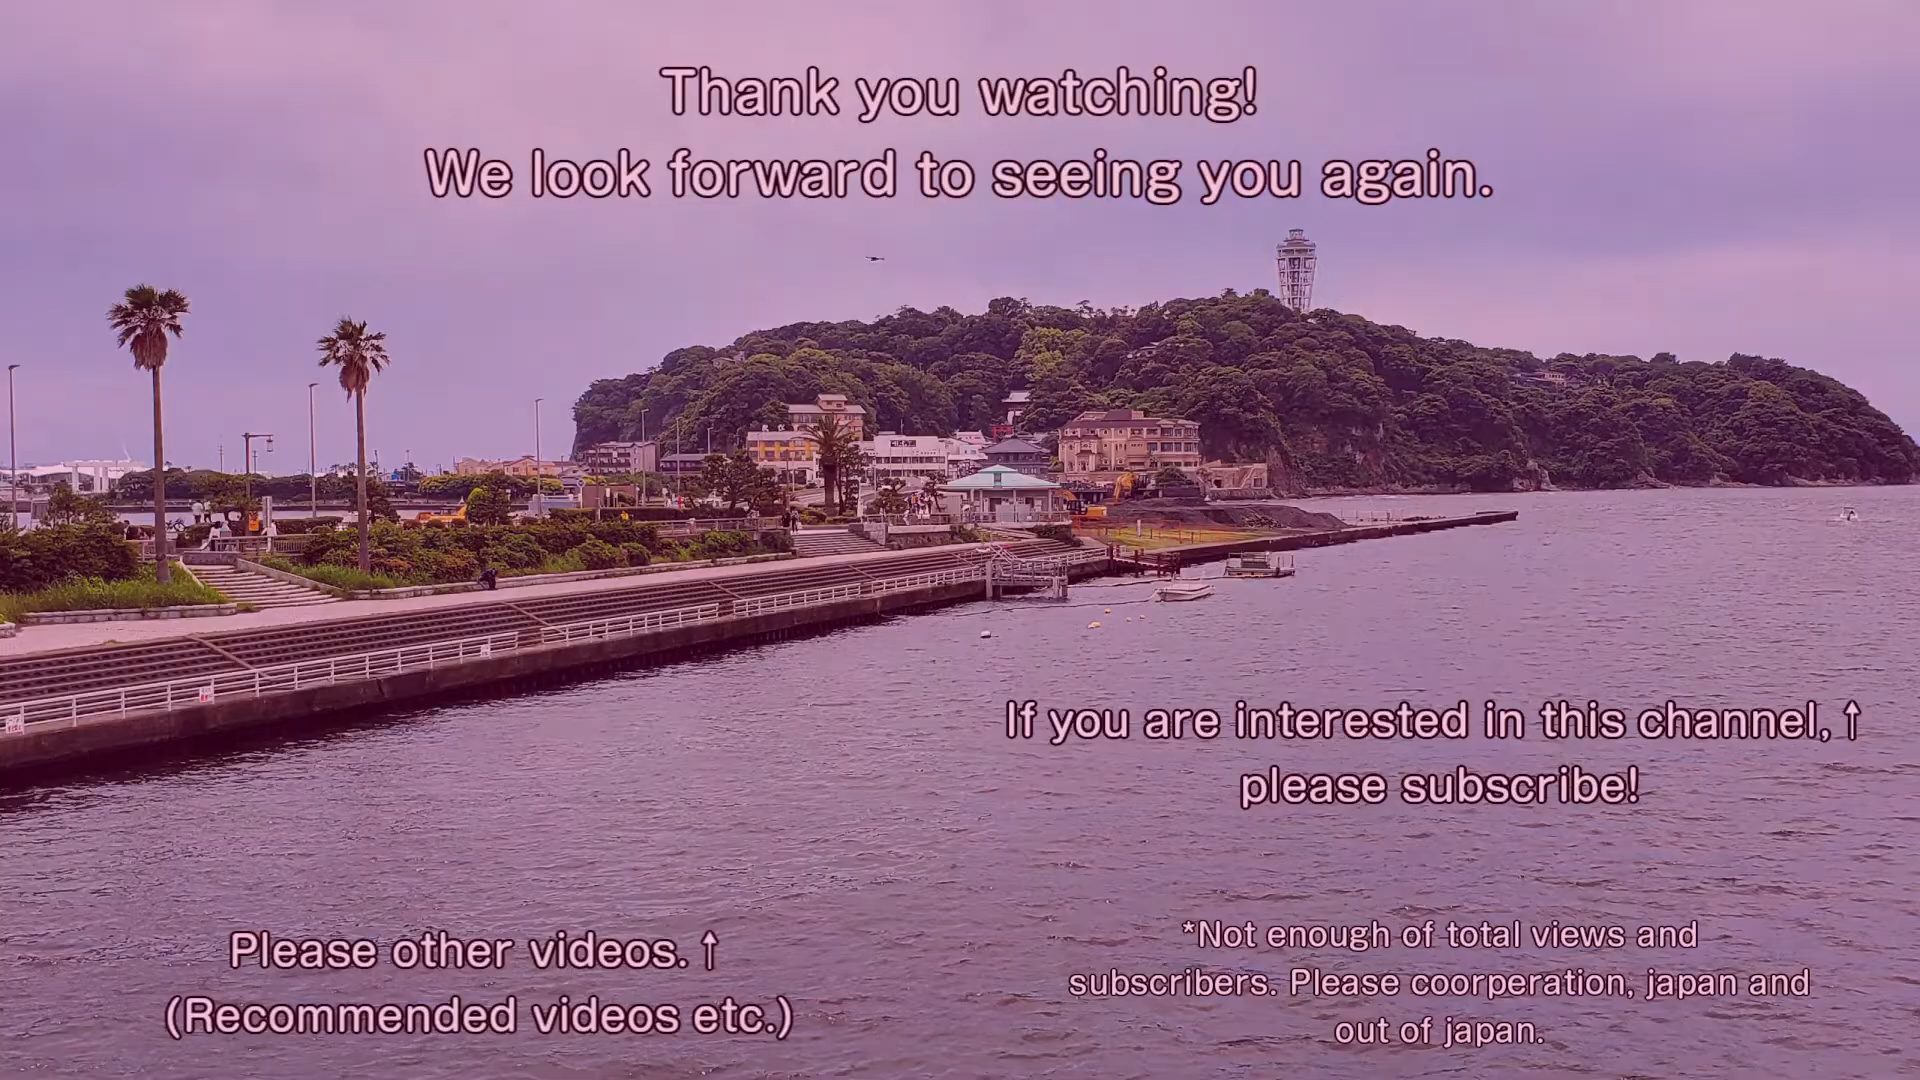 Thank you watching!
We look forward to seeing you again.
If you are interested in this channel, ↑
please subscribe!
Please other videos. ↑
(Recommended videos etc.)
*Not enough of total views and
subscribers. Please coorperation, japan and
out of japan.